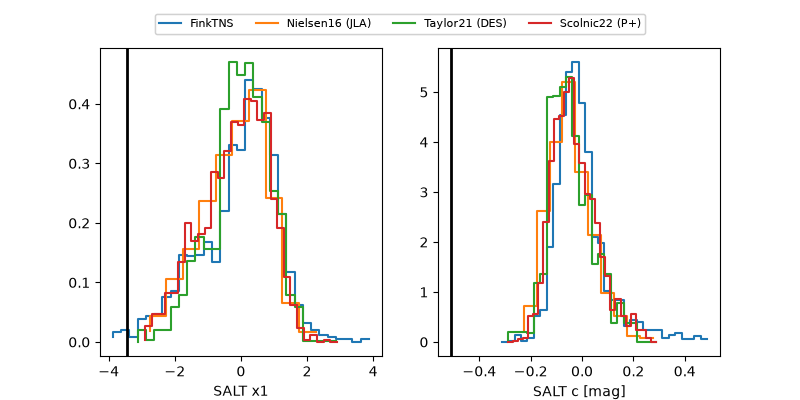 FinkTNS Nielsen16 (JLA) Taylor21 (DES) Scolnic22 (P+)
0.4
0.3
0.2
0.1
0.0
−4 −2 0 2 4
SALT x1
5
4
3
2
1
0
−0.4 −0.2 0.0 0.2 0.4
SALT c [mag]